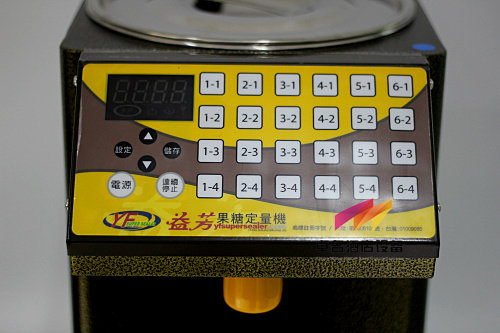 1-1 2-1 3-1 4-1 5-1 6-1
1-2 2-2 3-2 4-2 5-2 6-2
1-3 2-3 3-3 4-3 5-3 6-3
1-4 2-4 3-4 4-4 5-4 6-4
設定 儲存
電源 連續
停止
YF 益芳 果糖定量機
yfsupersealer